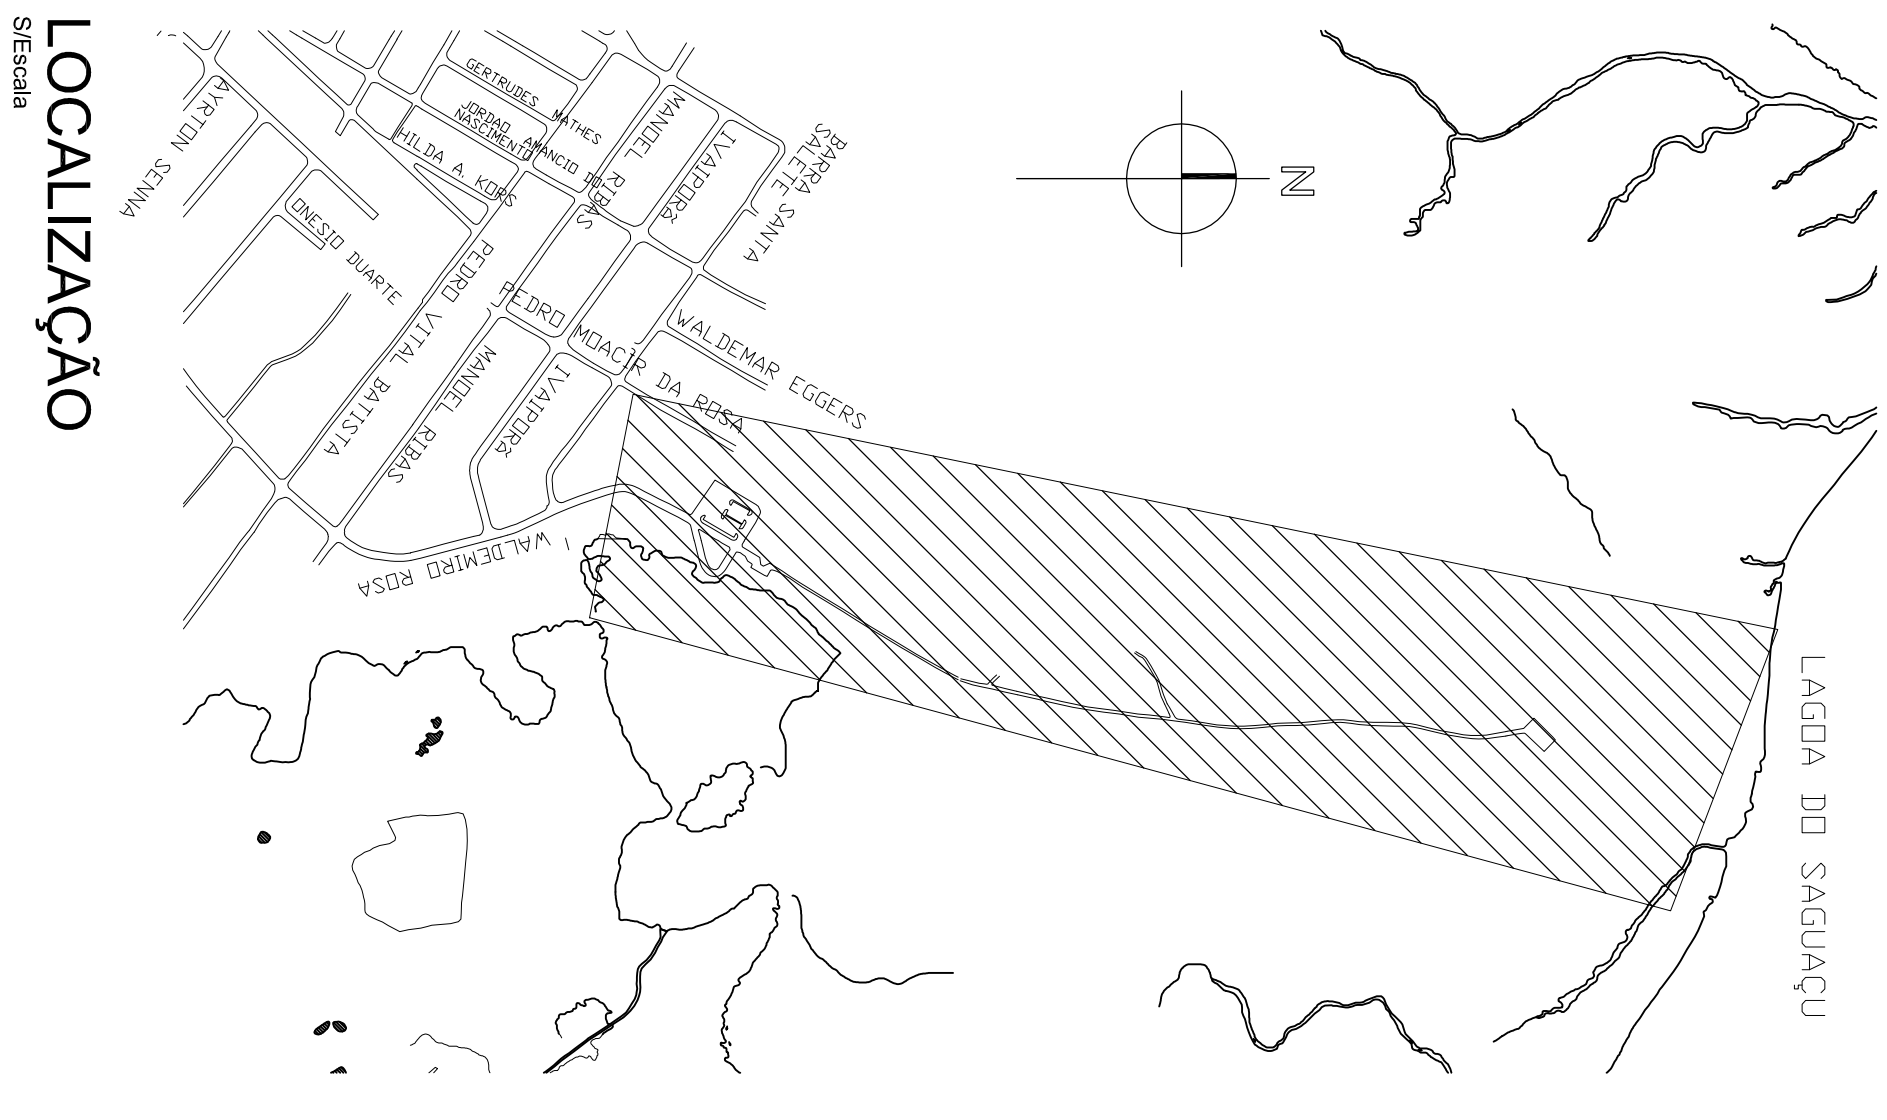 LOCALIZAÇÃO
S/Escala
GERTRUDES MATHES
JORDAO AMANCIO DO
NASCIMENTO
HILDA A. KORS
MANOEL RIBAS
IVAIPORã
BARRA SANTA
SALETE
AYRTON SENNA
ONESIO DUARTE
PEDRO VITAL BATISTA
PEDRO MOACIR DA ROSA
WALDEMAR EGGERS
MANOEL RIBAS
IVAIPORã
WALDEMIRO ROSA
N
LAGOA DO SAGUAÇU